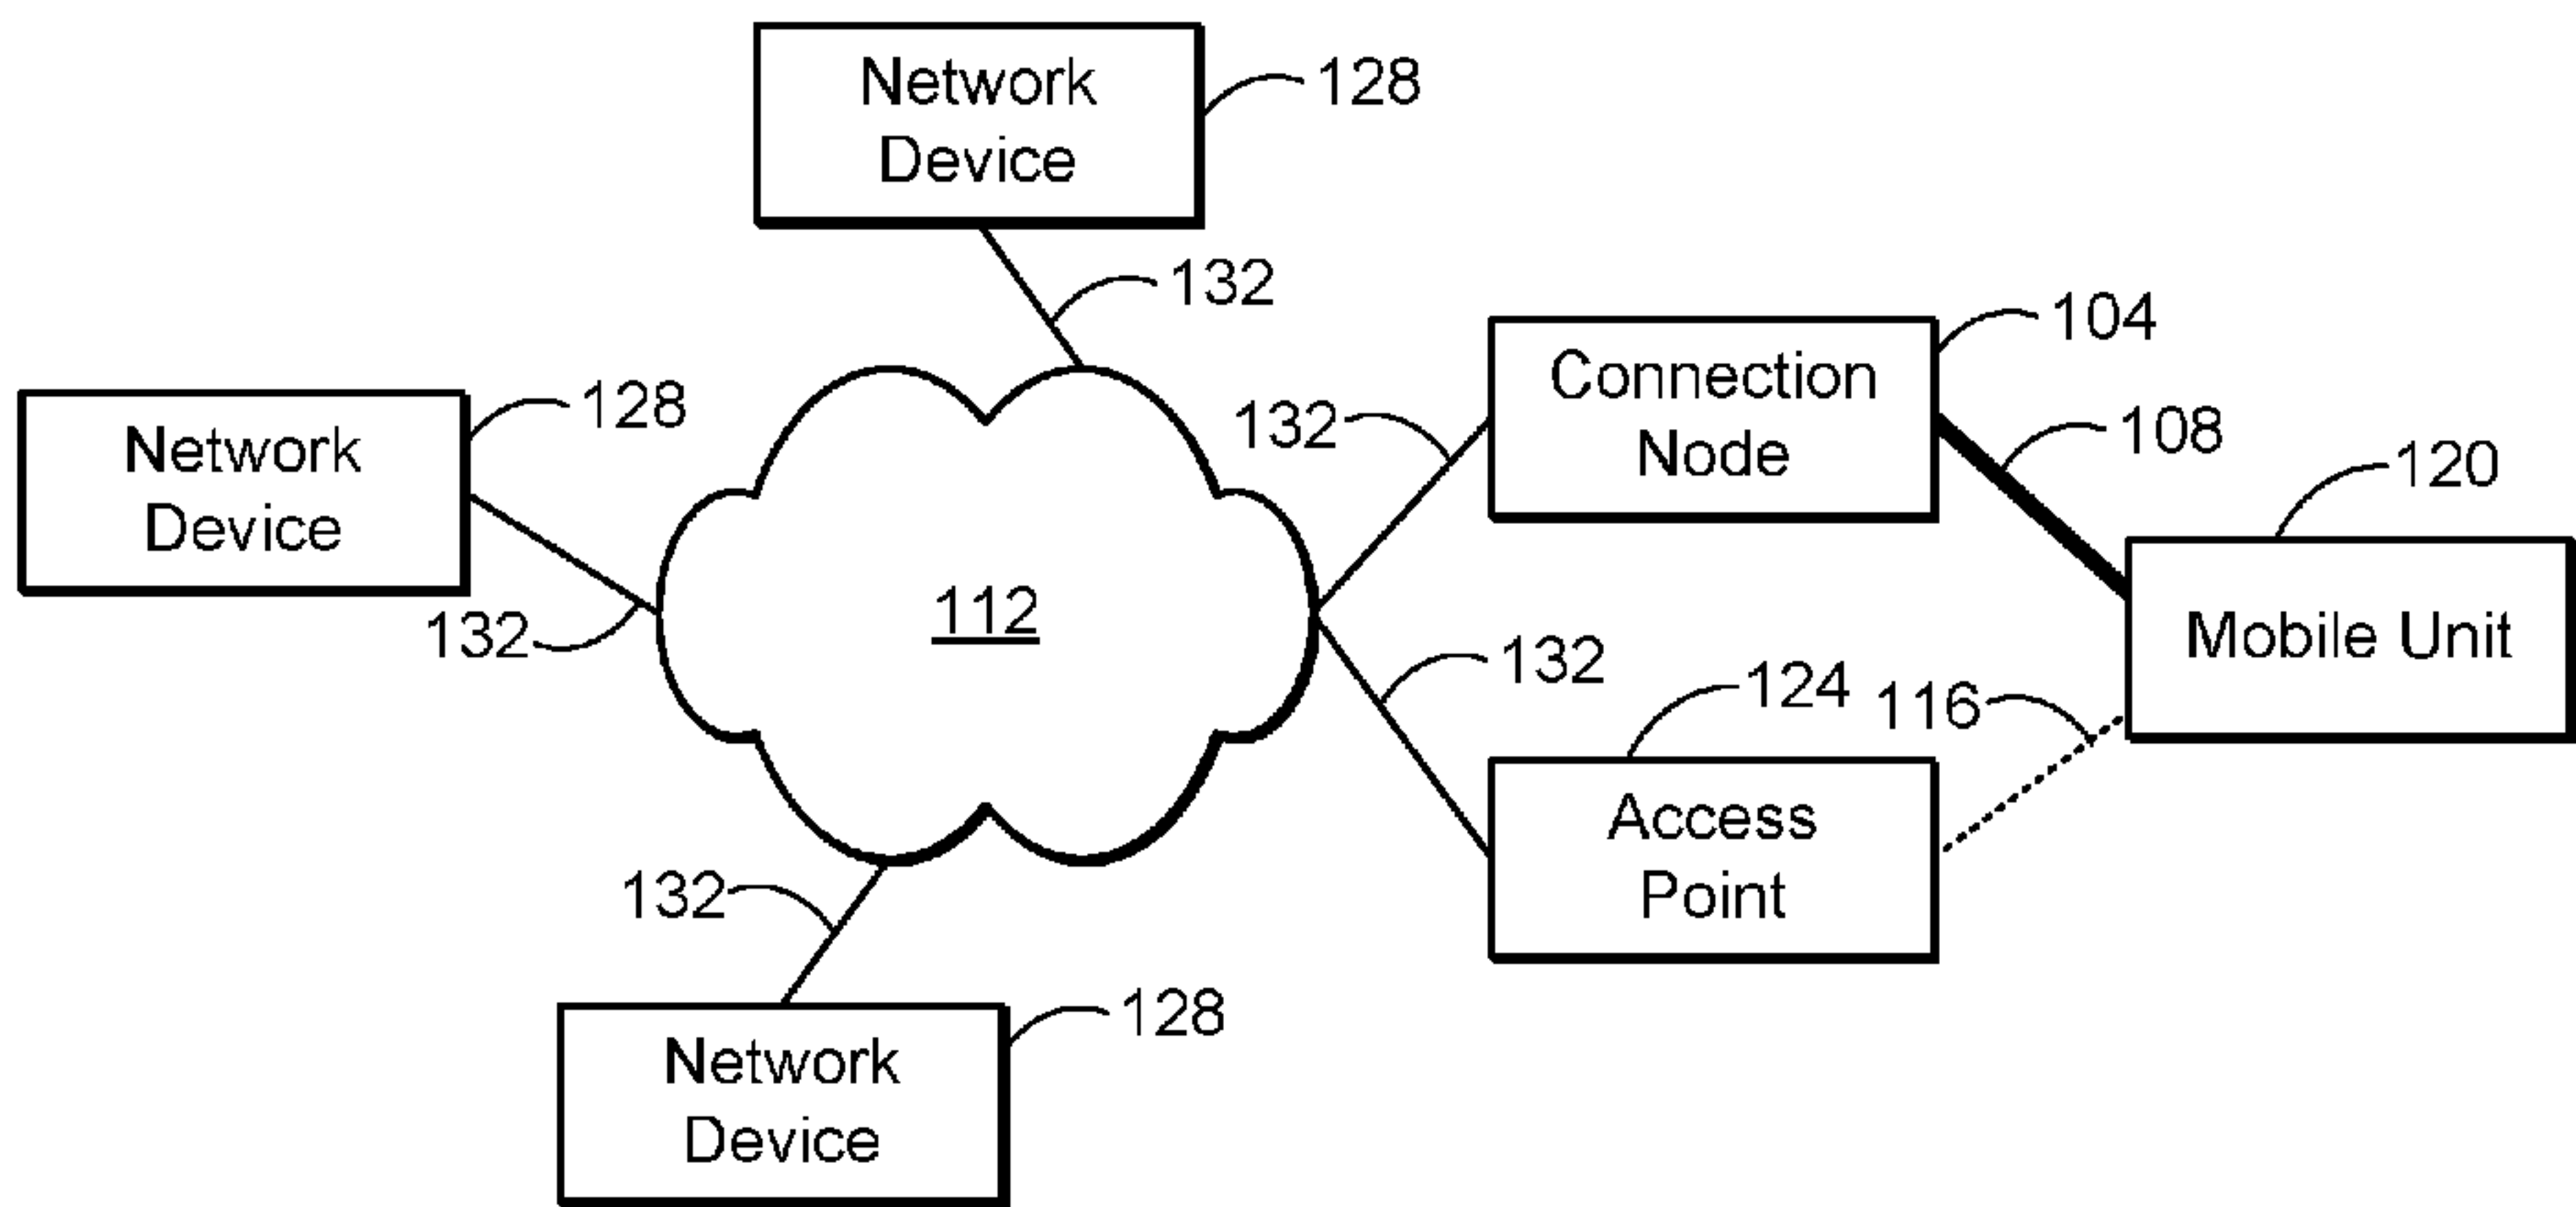 Network
Device
128
132
Network
Device
128
132
112
132
Network
Device
128
132
Connection
Node
104
108
120
Mobile Unit
132
124
116
Access
Point